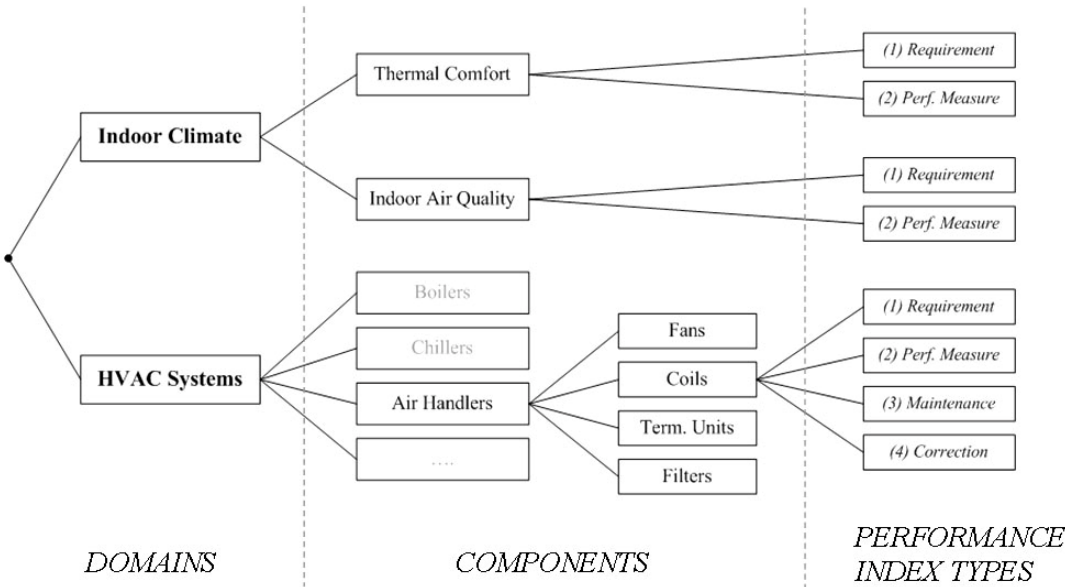 Indoor Climate
HVAC Systems
Thermal Comfort
Indoor Air Quality
Boilers
Chillers
Air Handlers
....
Fans
Coils
Term. Units
Filters
(1) Requirement
(2) Perf. Measure
(1) Requirement
(2) Perf. Measure
(1) Requirement
(2) Perf. Measure
(3) Maintenance
(4) Correction
DOMAINS
COMPONENTS
PERFORMANCE
INDEX TYPES